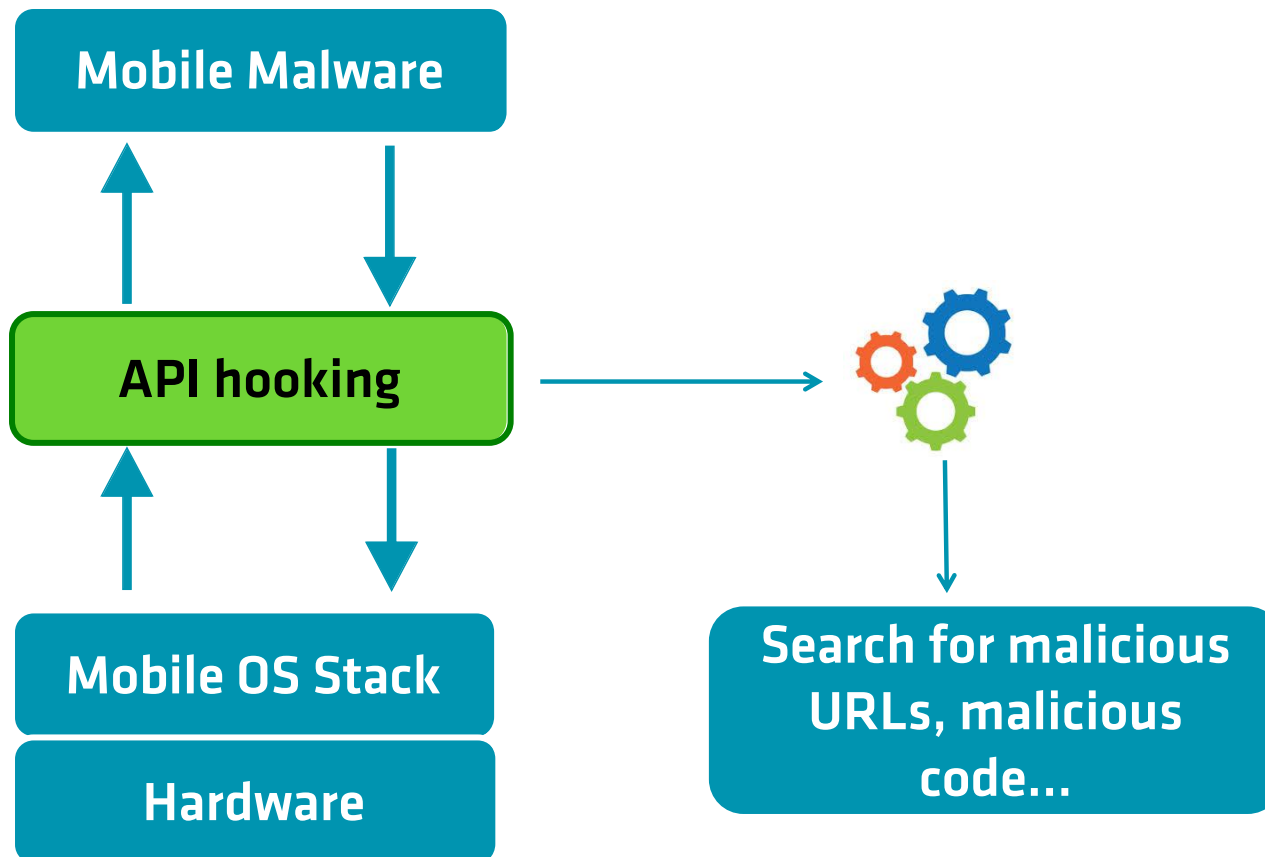 Mobile Malware
API hooking
Mobile OS Stack
Hardware
Search for malicious
URLs, malicious
code...